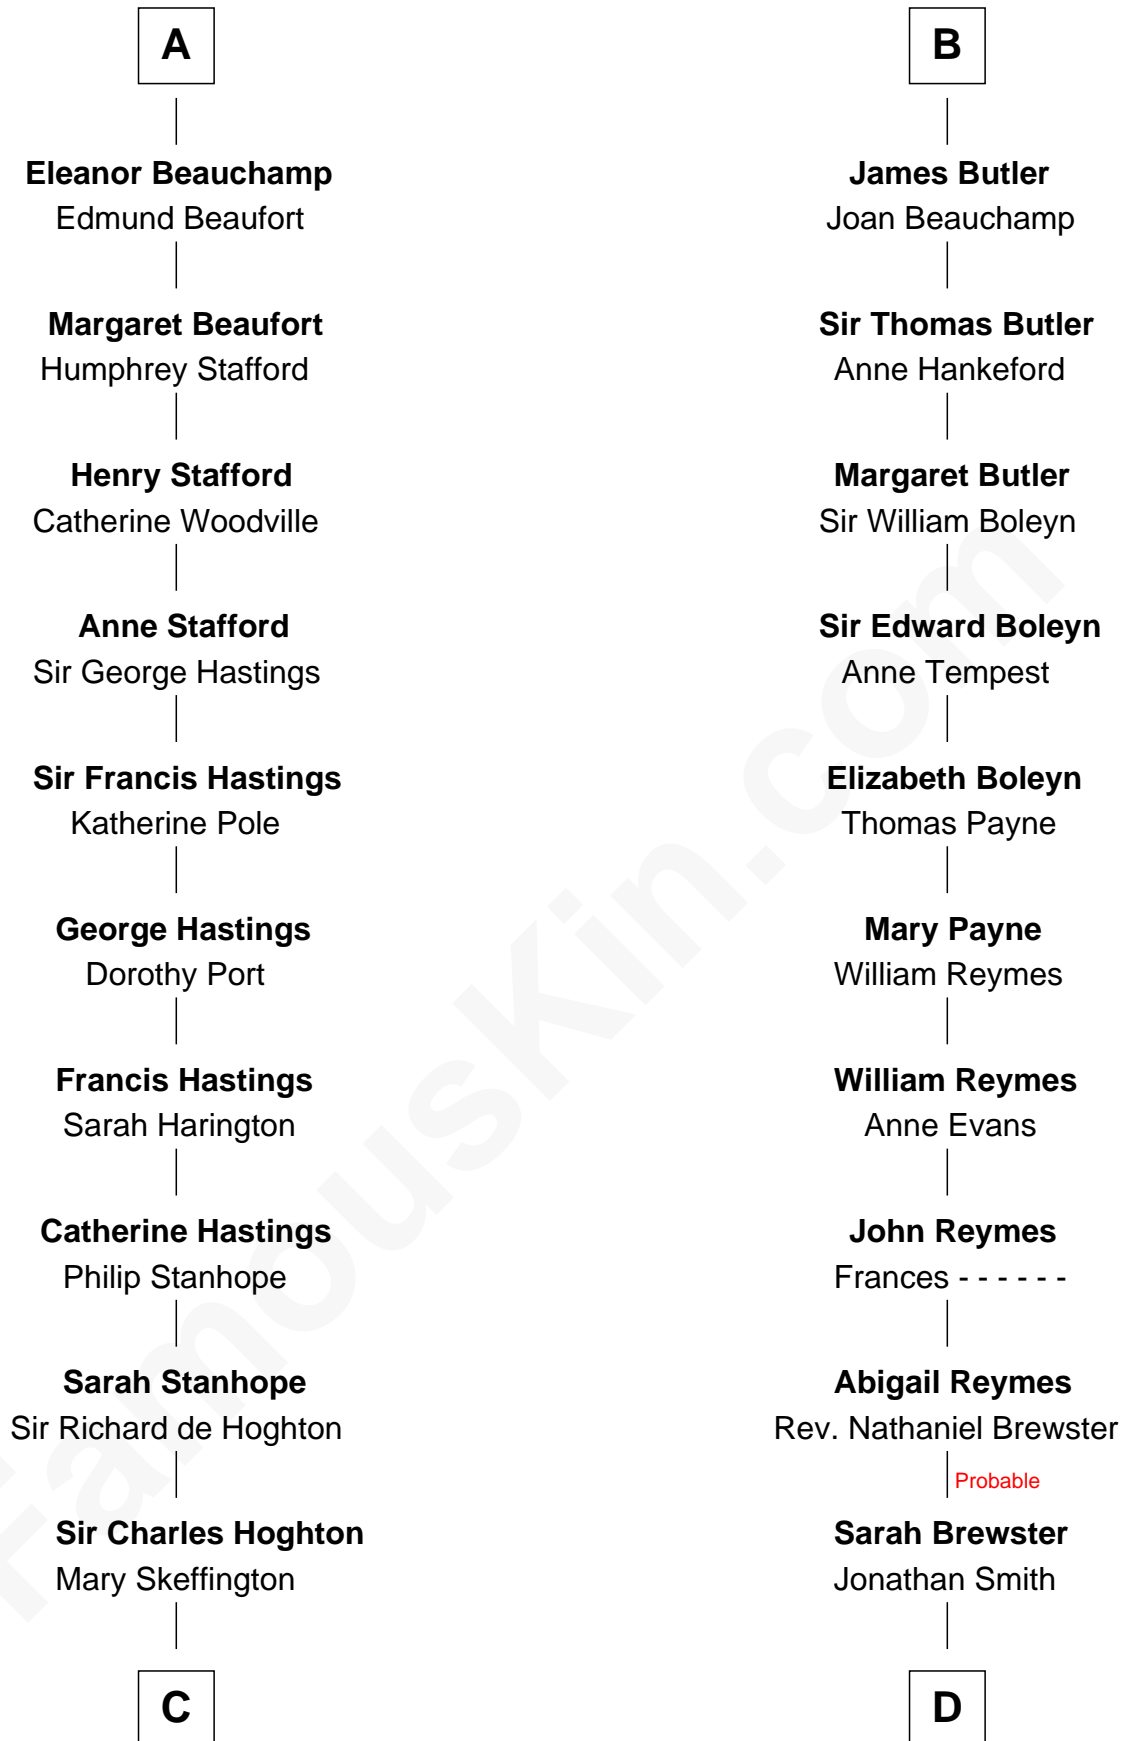 A
Eleanor Beauchamp
Edmund Beaufort
Margaret Beaufort
Humphrey Stafford
Henry Stafford
Catherine Woodville
Anne Stafford
Sir George Hastings
Sir Francis Hastings
Katherine Pole
George Hastings
Dorothy Port
Francis Hastings
Sarah Harington
Catherine Hastings
Philip Stanhope
Sarah Stanhope
Sir Richard de Hoghton
Sir Charles Hoghton
Mary Skeffington
C
B
James Butler
Joan Beauchamp
Sir Thomas Butler
Anne Hankeford
Margaret Butler
Sir William Boleyn
Sir Edward Boleyn
Anne Tempest
Elizabeth Boleyn
Thomas Payne
Mary Payne
William Reymes
William Reymes
Anne Evans
John Reymes
Frances - - - - - -
Abigail Reymes
Rev. Nathaniel Brewster
Probable
Sarah Brewster
Jonathan Smith
D
FamousKin.com